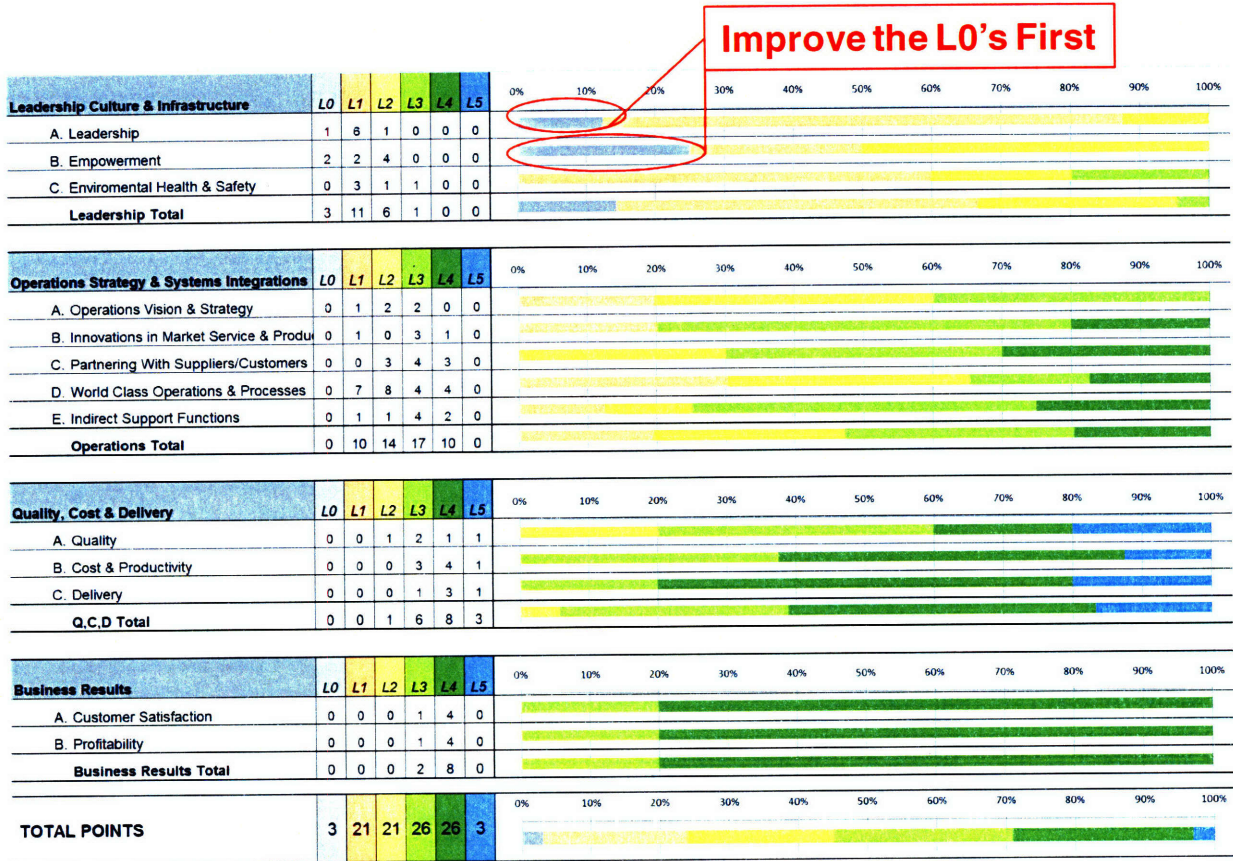 Improve the L0's First
Leadership Culture & Infrastructure L0 L1 L2 L3 L4 L5 0% 10% 20% 30% 40% 50% 60% 70% 80% 90% 100%
A. Leadership 1 6 1 0 0 0
B. Empowerment 2 2 4 0 0 0
C. Enviromental Health & Safety 0 3 1 1 0 0
Leadership Total 3 11 6 1 0 0
Operations Strategy & Systems Integrations L0 L1 L2 L3 L4 L5 0% 10% 20% 30% 40% 50% 60% 70% 80% 90% 100%
A. Operations Vision & Strategy 0 1 2 2 0 0
B. Innovations in Market Service & Produ 0 1 0 3 1 0
C. Partnering With Suppliers/Customers 0 0 3 4 3 0
D. World Class Operations & Processes 0 7 8 4 4 0
E. Indirect Support Functions 0 1 1 4 2 0
Operations Total 0 10 14 17 10 0
Quality, Cost & Delivery L0 L1 L2 L3 L4 L5 0% 10% 20% 30% 40% 50% 60% 70% 80% 90% 100%
A. Quality 0 0 1 2 1 1
B. Cost & Productivity 0 0 0 3 4 1
C. Delivery 0 0 0 1 3 1
Q,C,D Total 0 0 1 6 8 3
Business Results L0 L1 L2 L3 L4 L5 0% 10% 20% 30% 40% 50% 60% 70% 80% 90% 100%
A. Customer Satisfaction 0 0 0 1 4 0
B. Profitability 0 0 0 1 4 0
Business Results Total 0 0 0 2 8 0
0% 10% 20% 30% 40% 50% 60% 70% 80% 90% 100%
TOTAL POINTS 3 21 21 26 26 3